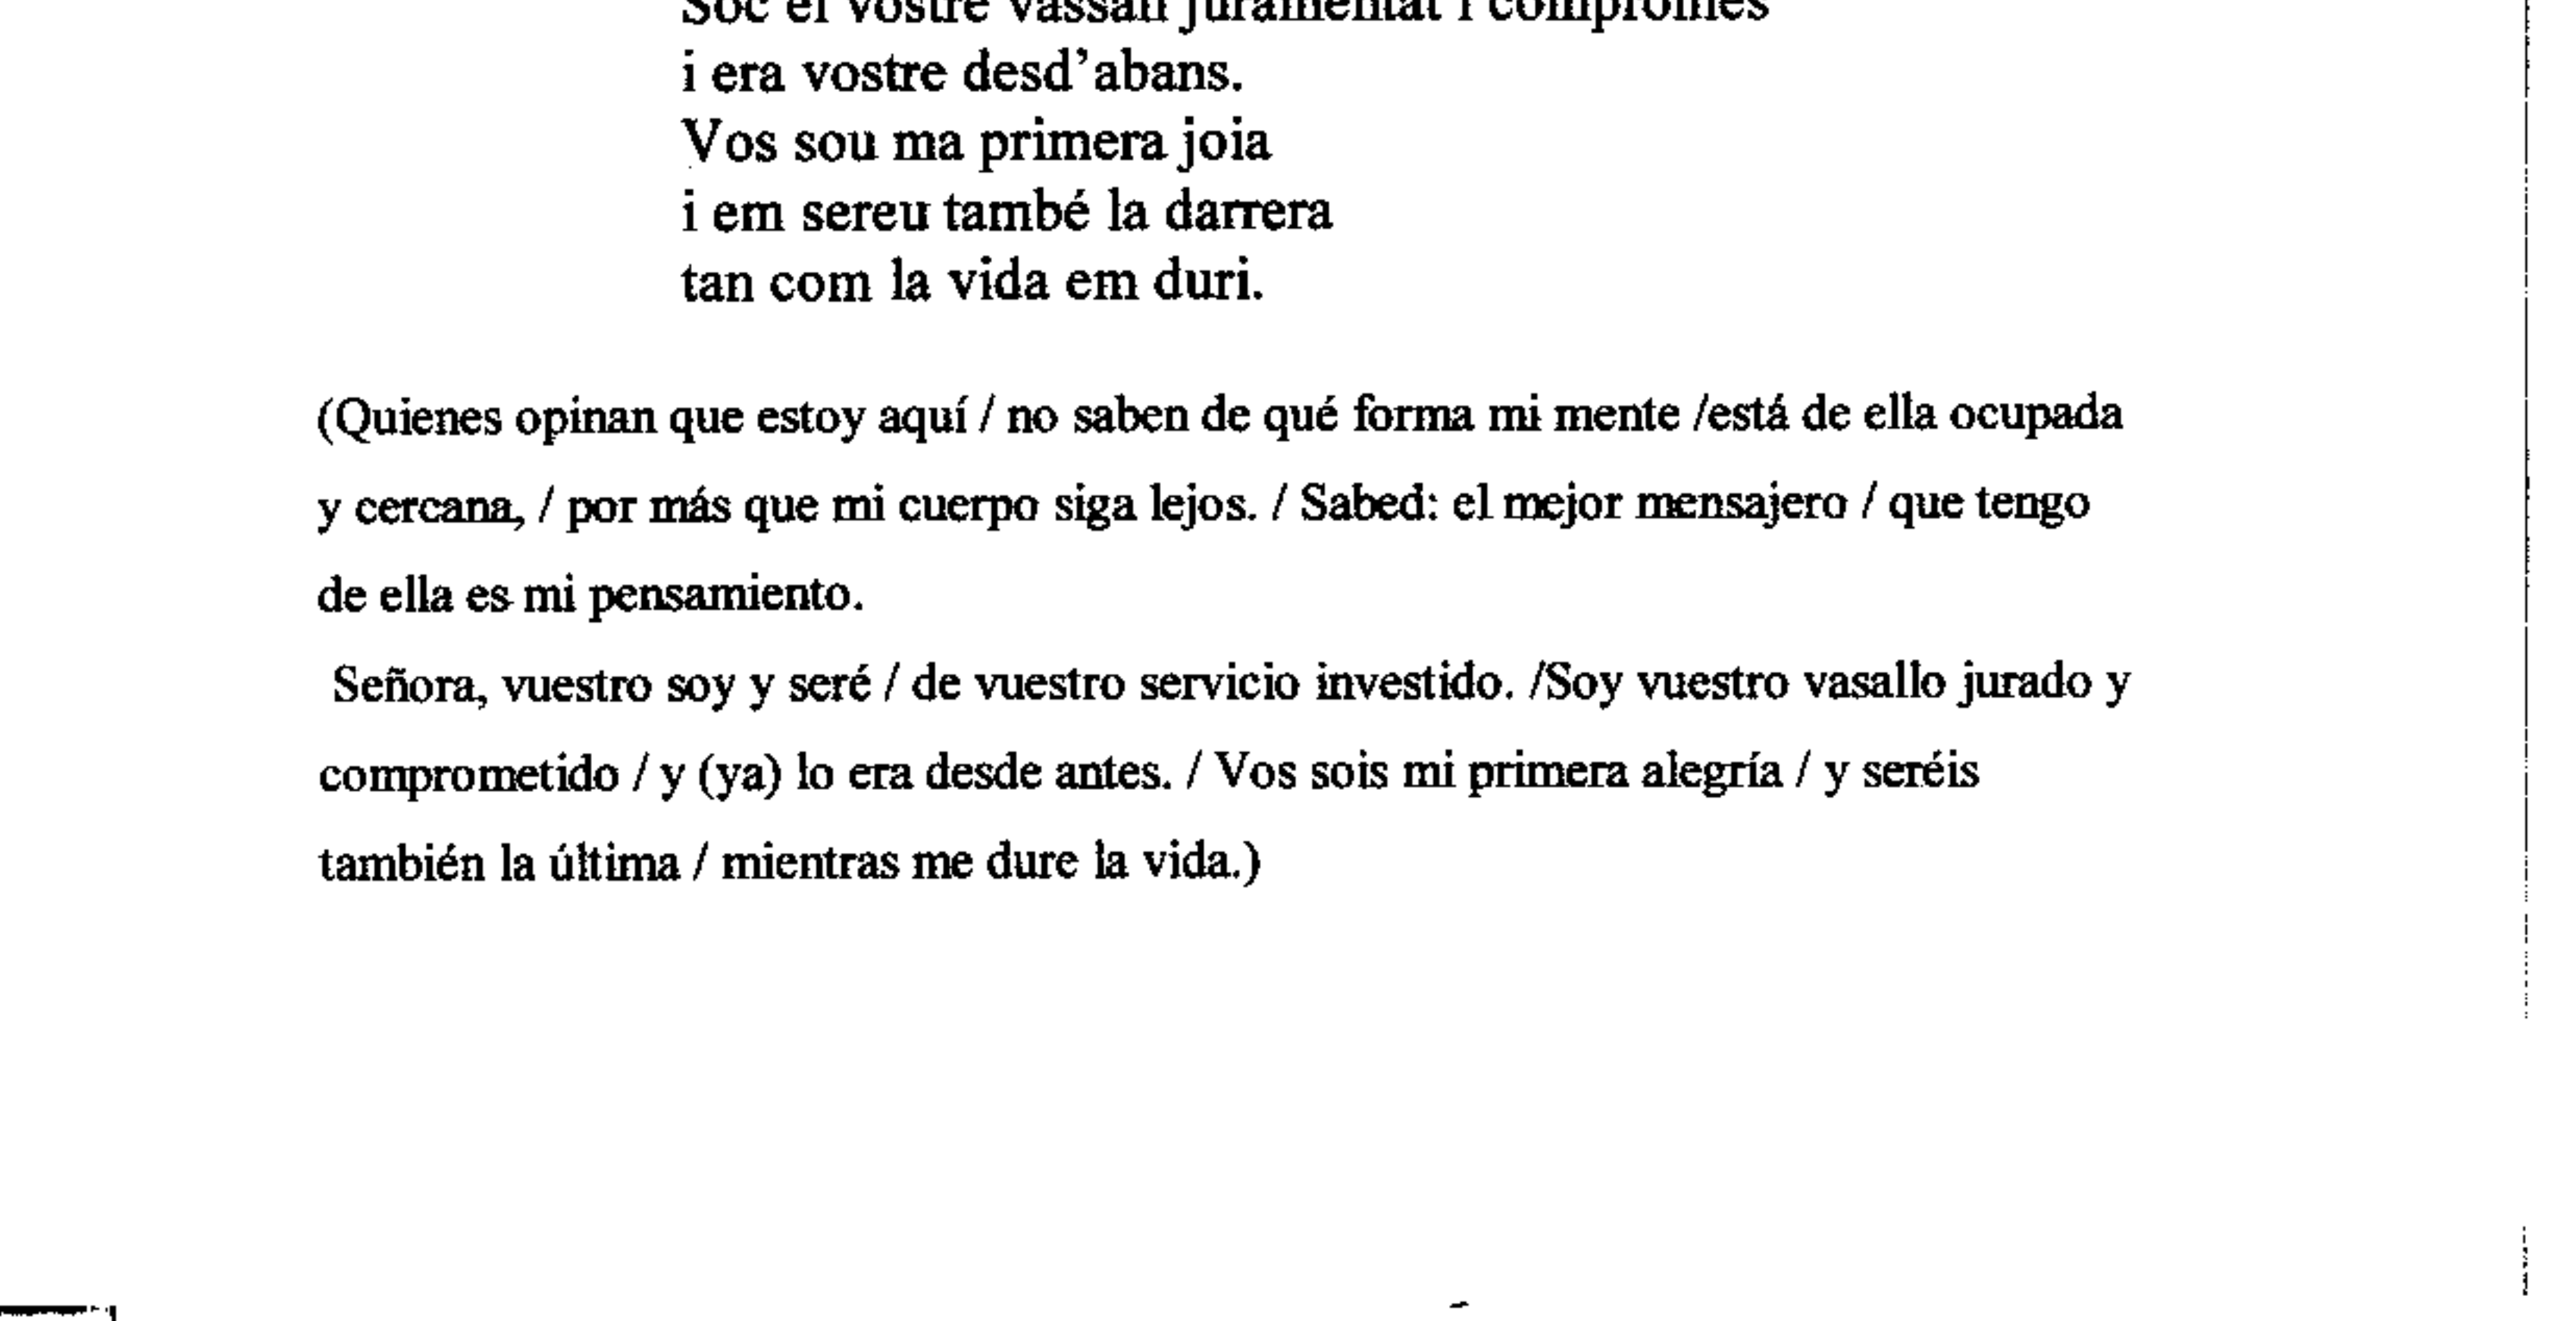 Soc el vostre vassall juramentat i compromès
i era vostre desd'abans.
Vos sou ma primera joia
i em sereu també la darrera
tan com la vida em duri.
(Quienes opinan que estoy aquí / no saben de qué forma mi mente /está de ella ocupada
y cercana, / por más que mi cuerpo siga lejos. / Sabed: el mejor mensajero / que tengo
de ella es mi pensamiento.
Señora, vuestro soy y seré / de vuestro servicio investido. /Soy vuestro vasallo jurado y
comprometido / y (ya) lo era desde antes. / Vos sois mi primera alegría / y seréis
también la última / mientras me dure la vida.)